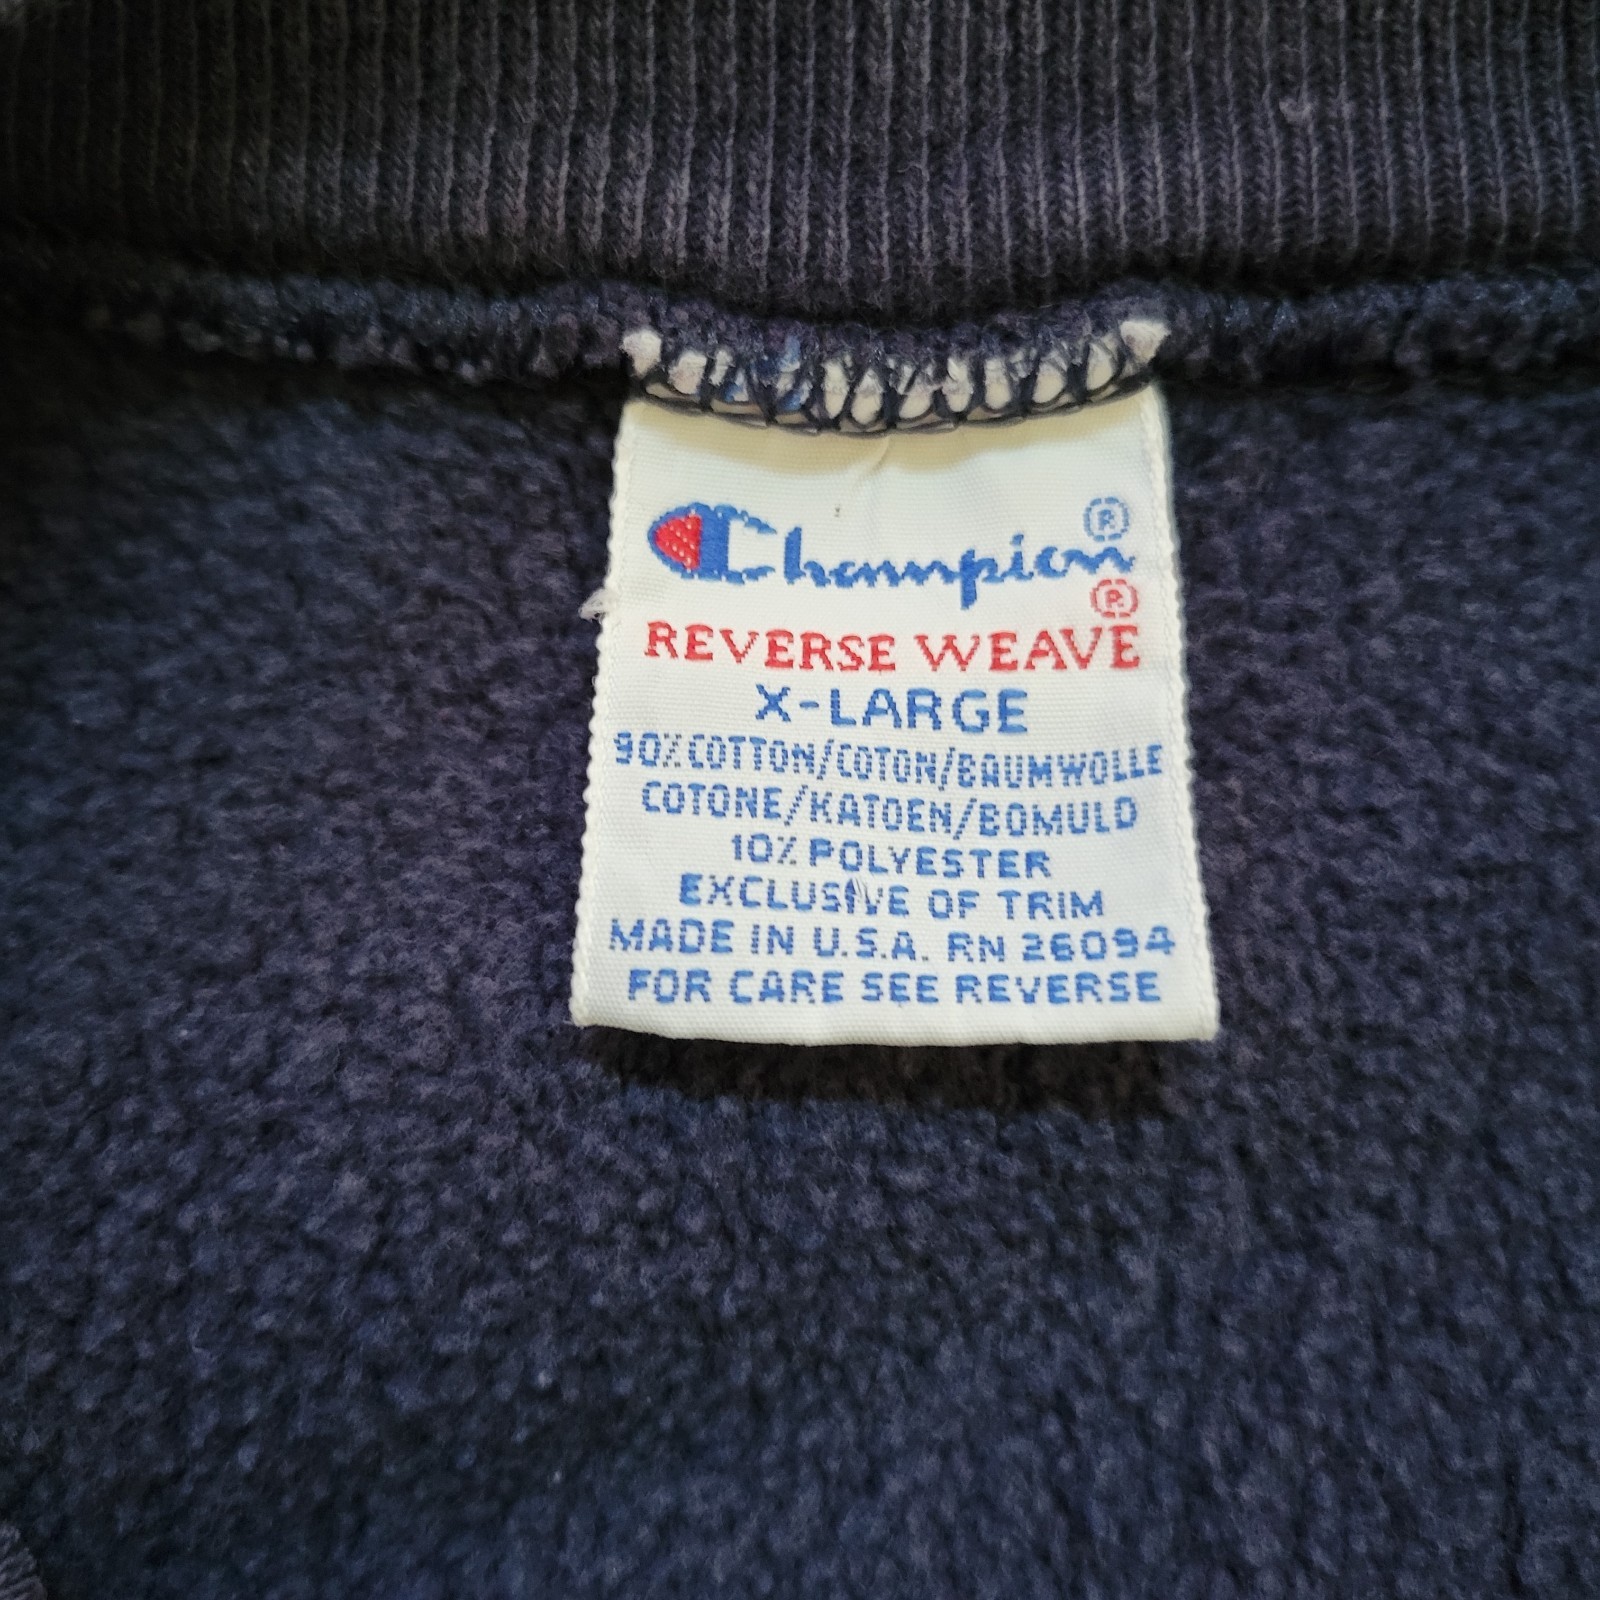 Champion®
®
REVERSE WEAVE
X-LARGE
90% COTTON/COTON/BAUMWOLLE
COTONE/KATOEN/BOMULD
10% POLYESTER
EXCLUSIVE OF TRIM
MADE IN U.S.A. RN 26094
FOR CARE SEE REVERSE